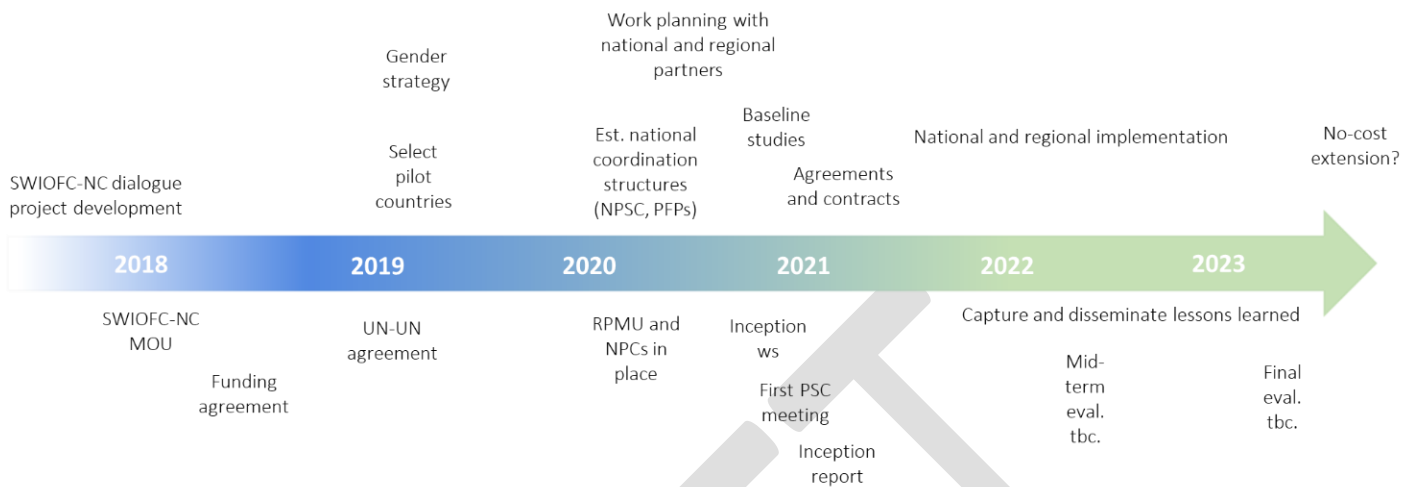 Work planning with
national and regional
partners
Gender
strategy
Baseline
studies
Est. national
coordination
structures
(NPSC, PFPs)
National and regional implementation
No-cost
extension?
Select
pilot
countries
Agreements
and contracts
SWIOFC-NC dialogue
project development
2018
2019
2020
2021
2022
2023
SWIOFC-NC
MOU
UN-UN
agreement
RPMU and
NPCs in
place
Inception
ws
Capture and disseminate lessons learned
Funding
agreement
First PSC
meeting
Mid-
term
eval.
tbc.
Final
eval.
tbc.
Inception
report